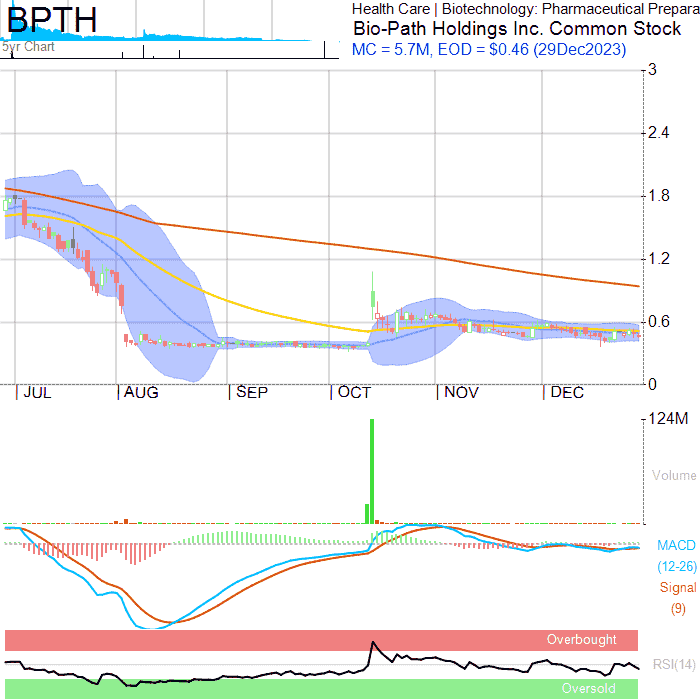 BPTH
5yr Chart
Health Care | Biotechnology: Pharmaceutical Prepara
Bio-Path Holdings Inc. Common Stock
MC = 5.7M, EOD = $0.46 (29Dec2023)
3
2.4
1.8
1.2
0.6
0
JUL AUG SEP OCT NOV DEC
124M
Volume
MACD
(12-26)
Signal
(9)
Overbought
RSI(14)
Oversold